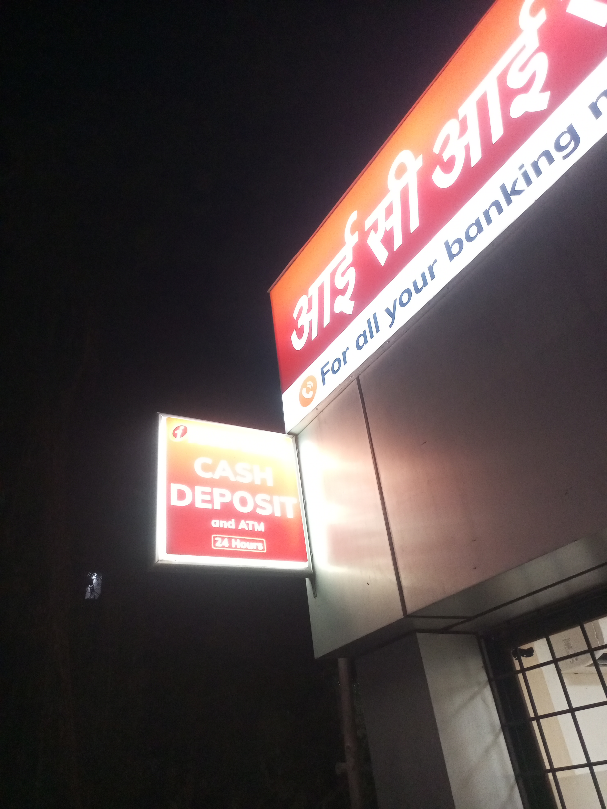 आई सी आई सी
For all your banking
CASH
DEPOSIT
and ATM
24 Hours